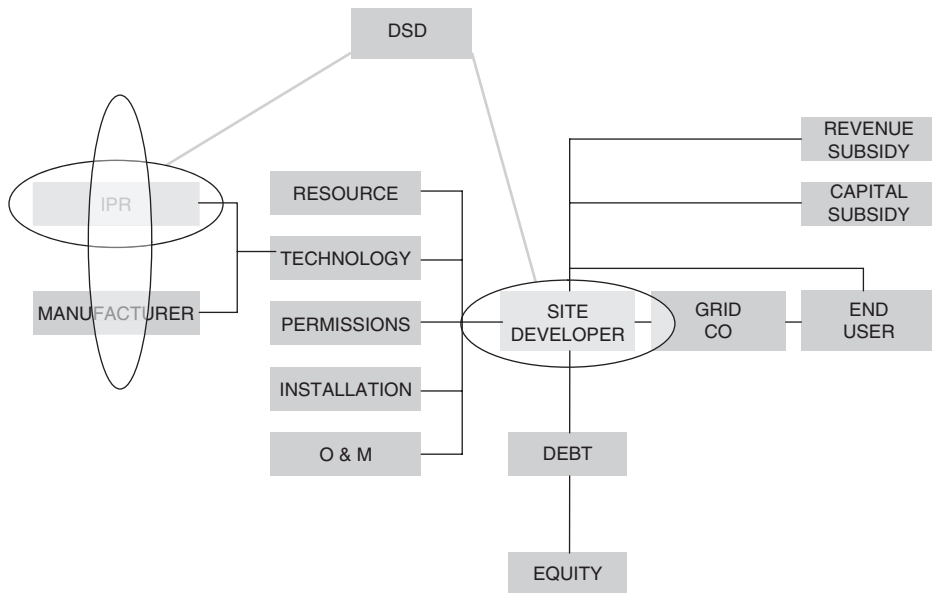 DSD
REVENUE
SUBSIDY
CAPITAL
SUBSIDY
IPR
RESOURCE
TECHNOLOGY
MANUFACTURER
PERMISSIONS
SITE
DEVELOPER
GRID
CO
END
USER
INSTALLATION
O & M
DEBT
EQUITY